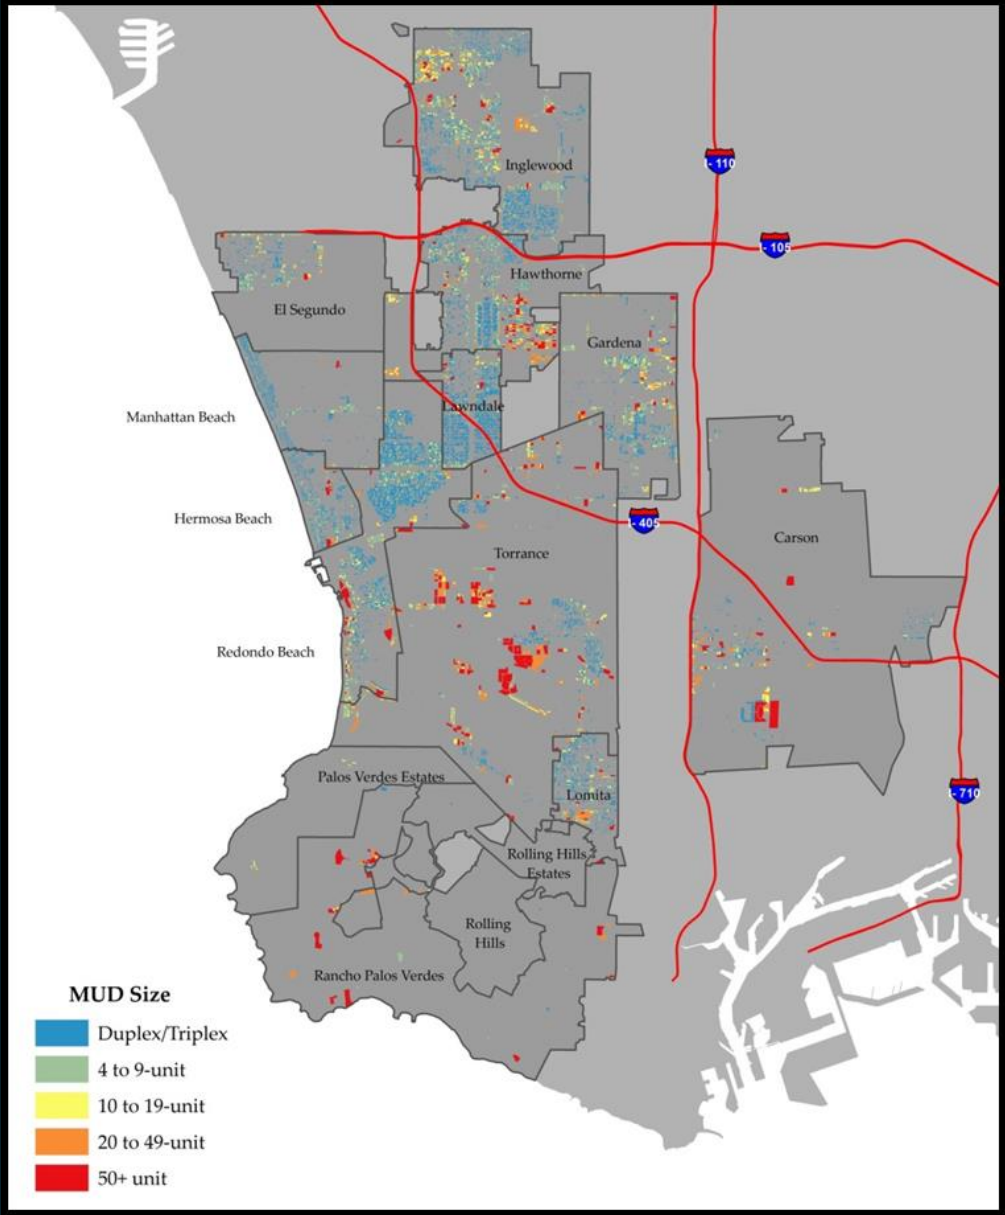 Inglewood
I-110
I-105
Hawthorne
El Segundo
Gardena
Manhattan Beach
Lawndale
Hermosa Beach
I-405
Carson
Torrance
Redondo Beach
Palos Verdes Estates
Lomita
I-710
Rolling Hills
Estates
Rolling
Hills
Rancho Palos Verdes
MUD Size
Duplex/Triplex
4 to 9-unit
10 to 19-unit
20 to 49-unit
50+ unit